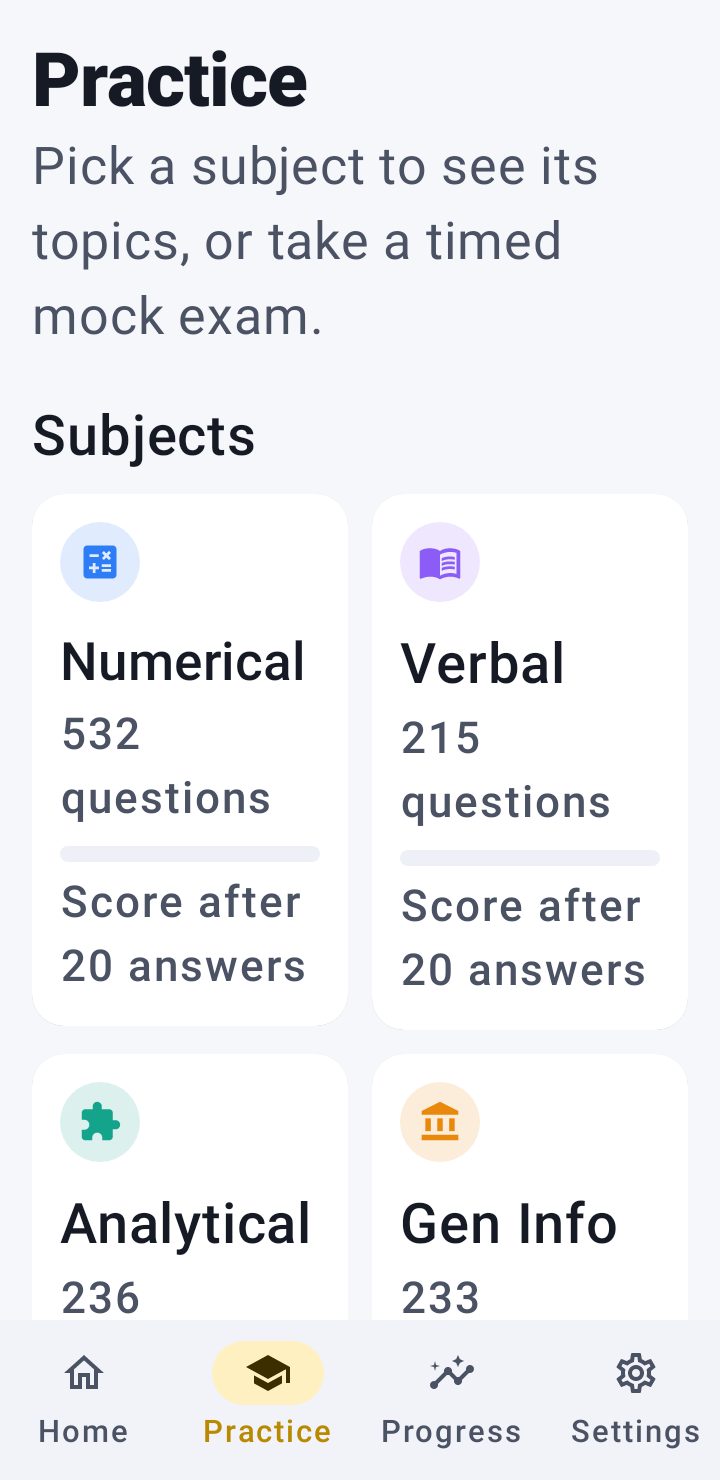 Practice
Pick a subject to see its
topics, or take a timed
mock exam.
Subjects
Numerical
532
questions
Score after
20 answers
Verbal
215
questions
Score after
20 answers
Analytical
236
Gen Info
233
Home
Practice
Progress
Settings